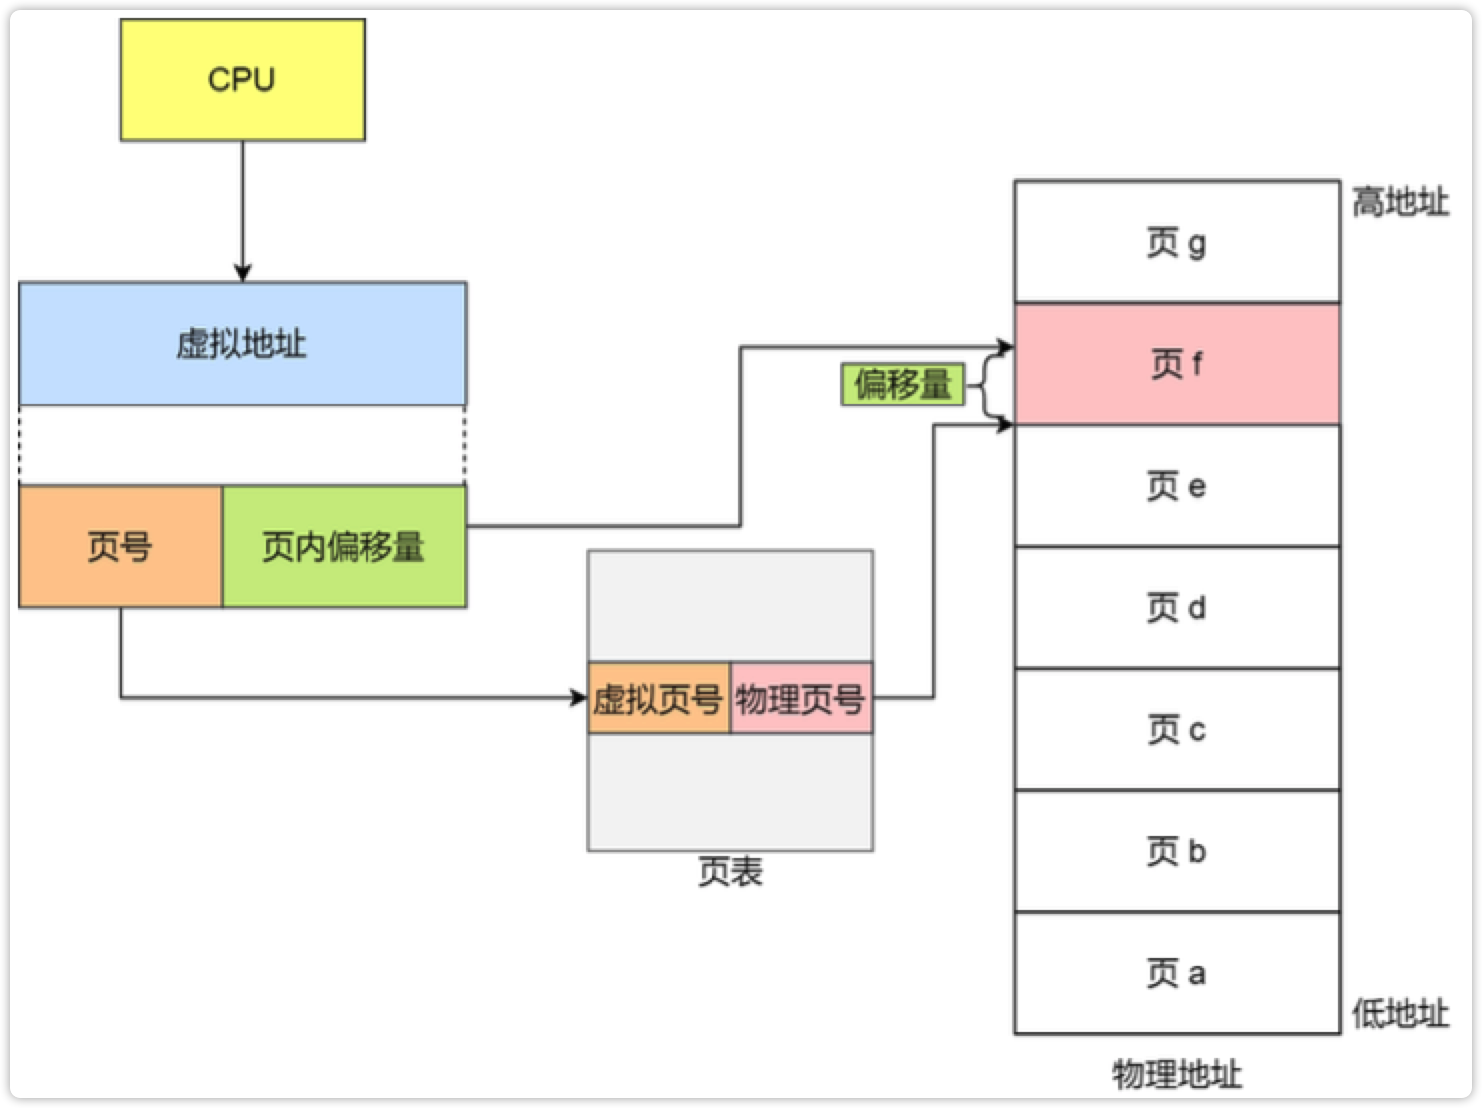 CPU
虚拟地址
页号
页内偏移量
虚拟页号
物理页号
页表
偏移量
高地址
页 g
页 f
页 e
页 d
页 c
页 b
页 a
低地址
物理地址